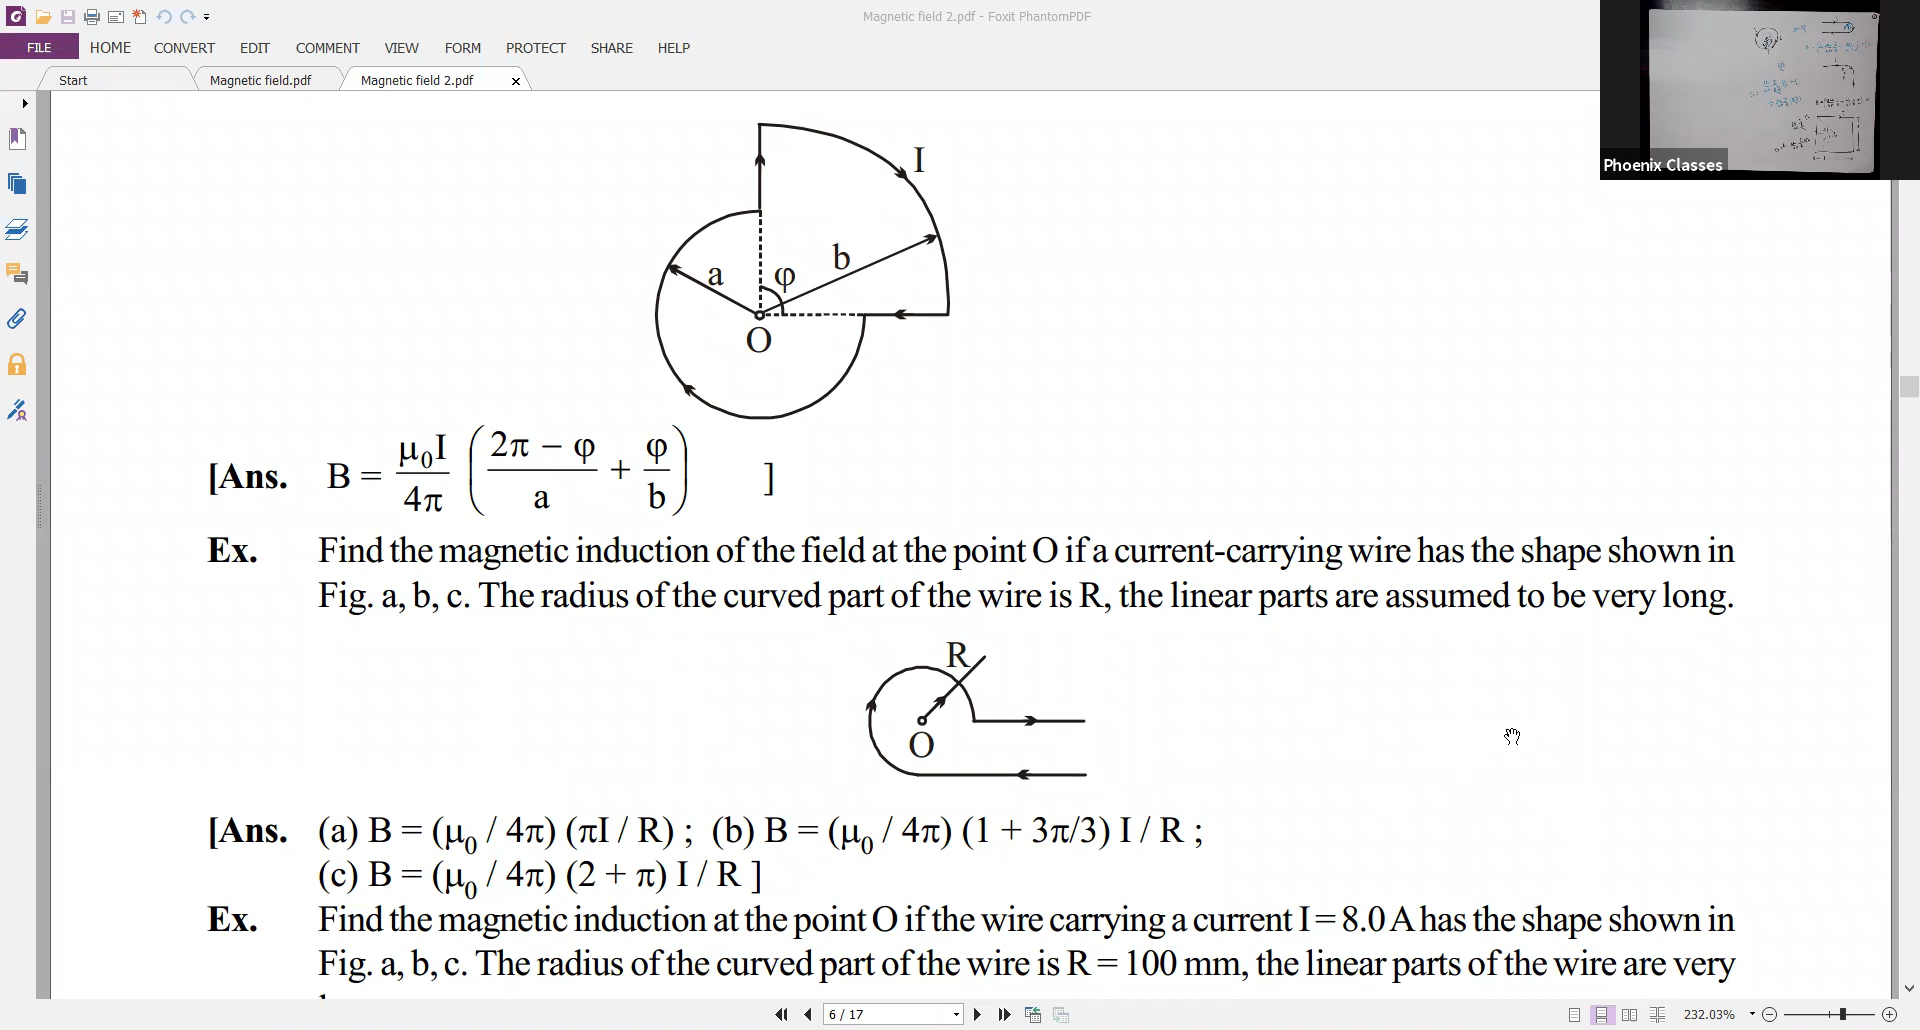 Magnetic field 2.pdf - Foxit PhantomPDF
FILE HOME CONVERT EDIT COMMENT VIEW FORM PROTECT SHARE HELP
Start Magnetic field.pdf Magnetic field 2.pdf ×
Phoenix Classes
I
a φ b
O
[Ans. B = μ₀I / 4π ( (2π − φ) / a + φ / b ) ]
Ex. Find the magnetic induction of the field at the point O if a current-carrying wire has the shape shown in
Fig. a, b, c. The radius of the curved part of the wire is R, the linear parts are assumed to be very long.
R
O
[Ans. (a) B = (μ₀ / 4π) (πI / R) ; (b) B = (μ₀ / 4π) (1 + 3π/3) I / R ;
(c) B = (μ₀ / 4π) (2 + π) I / R ]
Ex. Find the magnetic induction at the point O if the wire carrying a current I = 8.0 A has the shape shown in
Fig. a, b, c. The radius of the curved part of the wire is R = 100 mm, the linear parts of the wire are very
6 / 17 232.03%